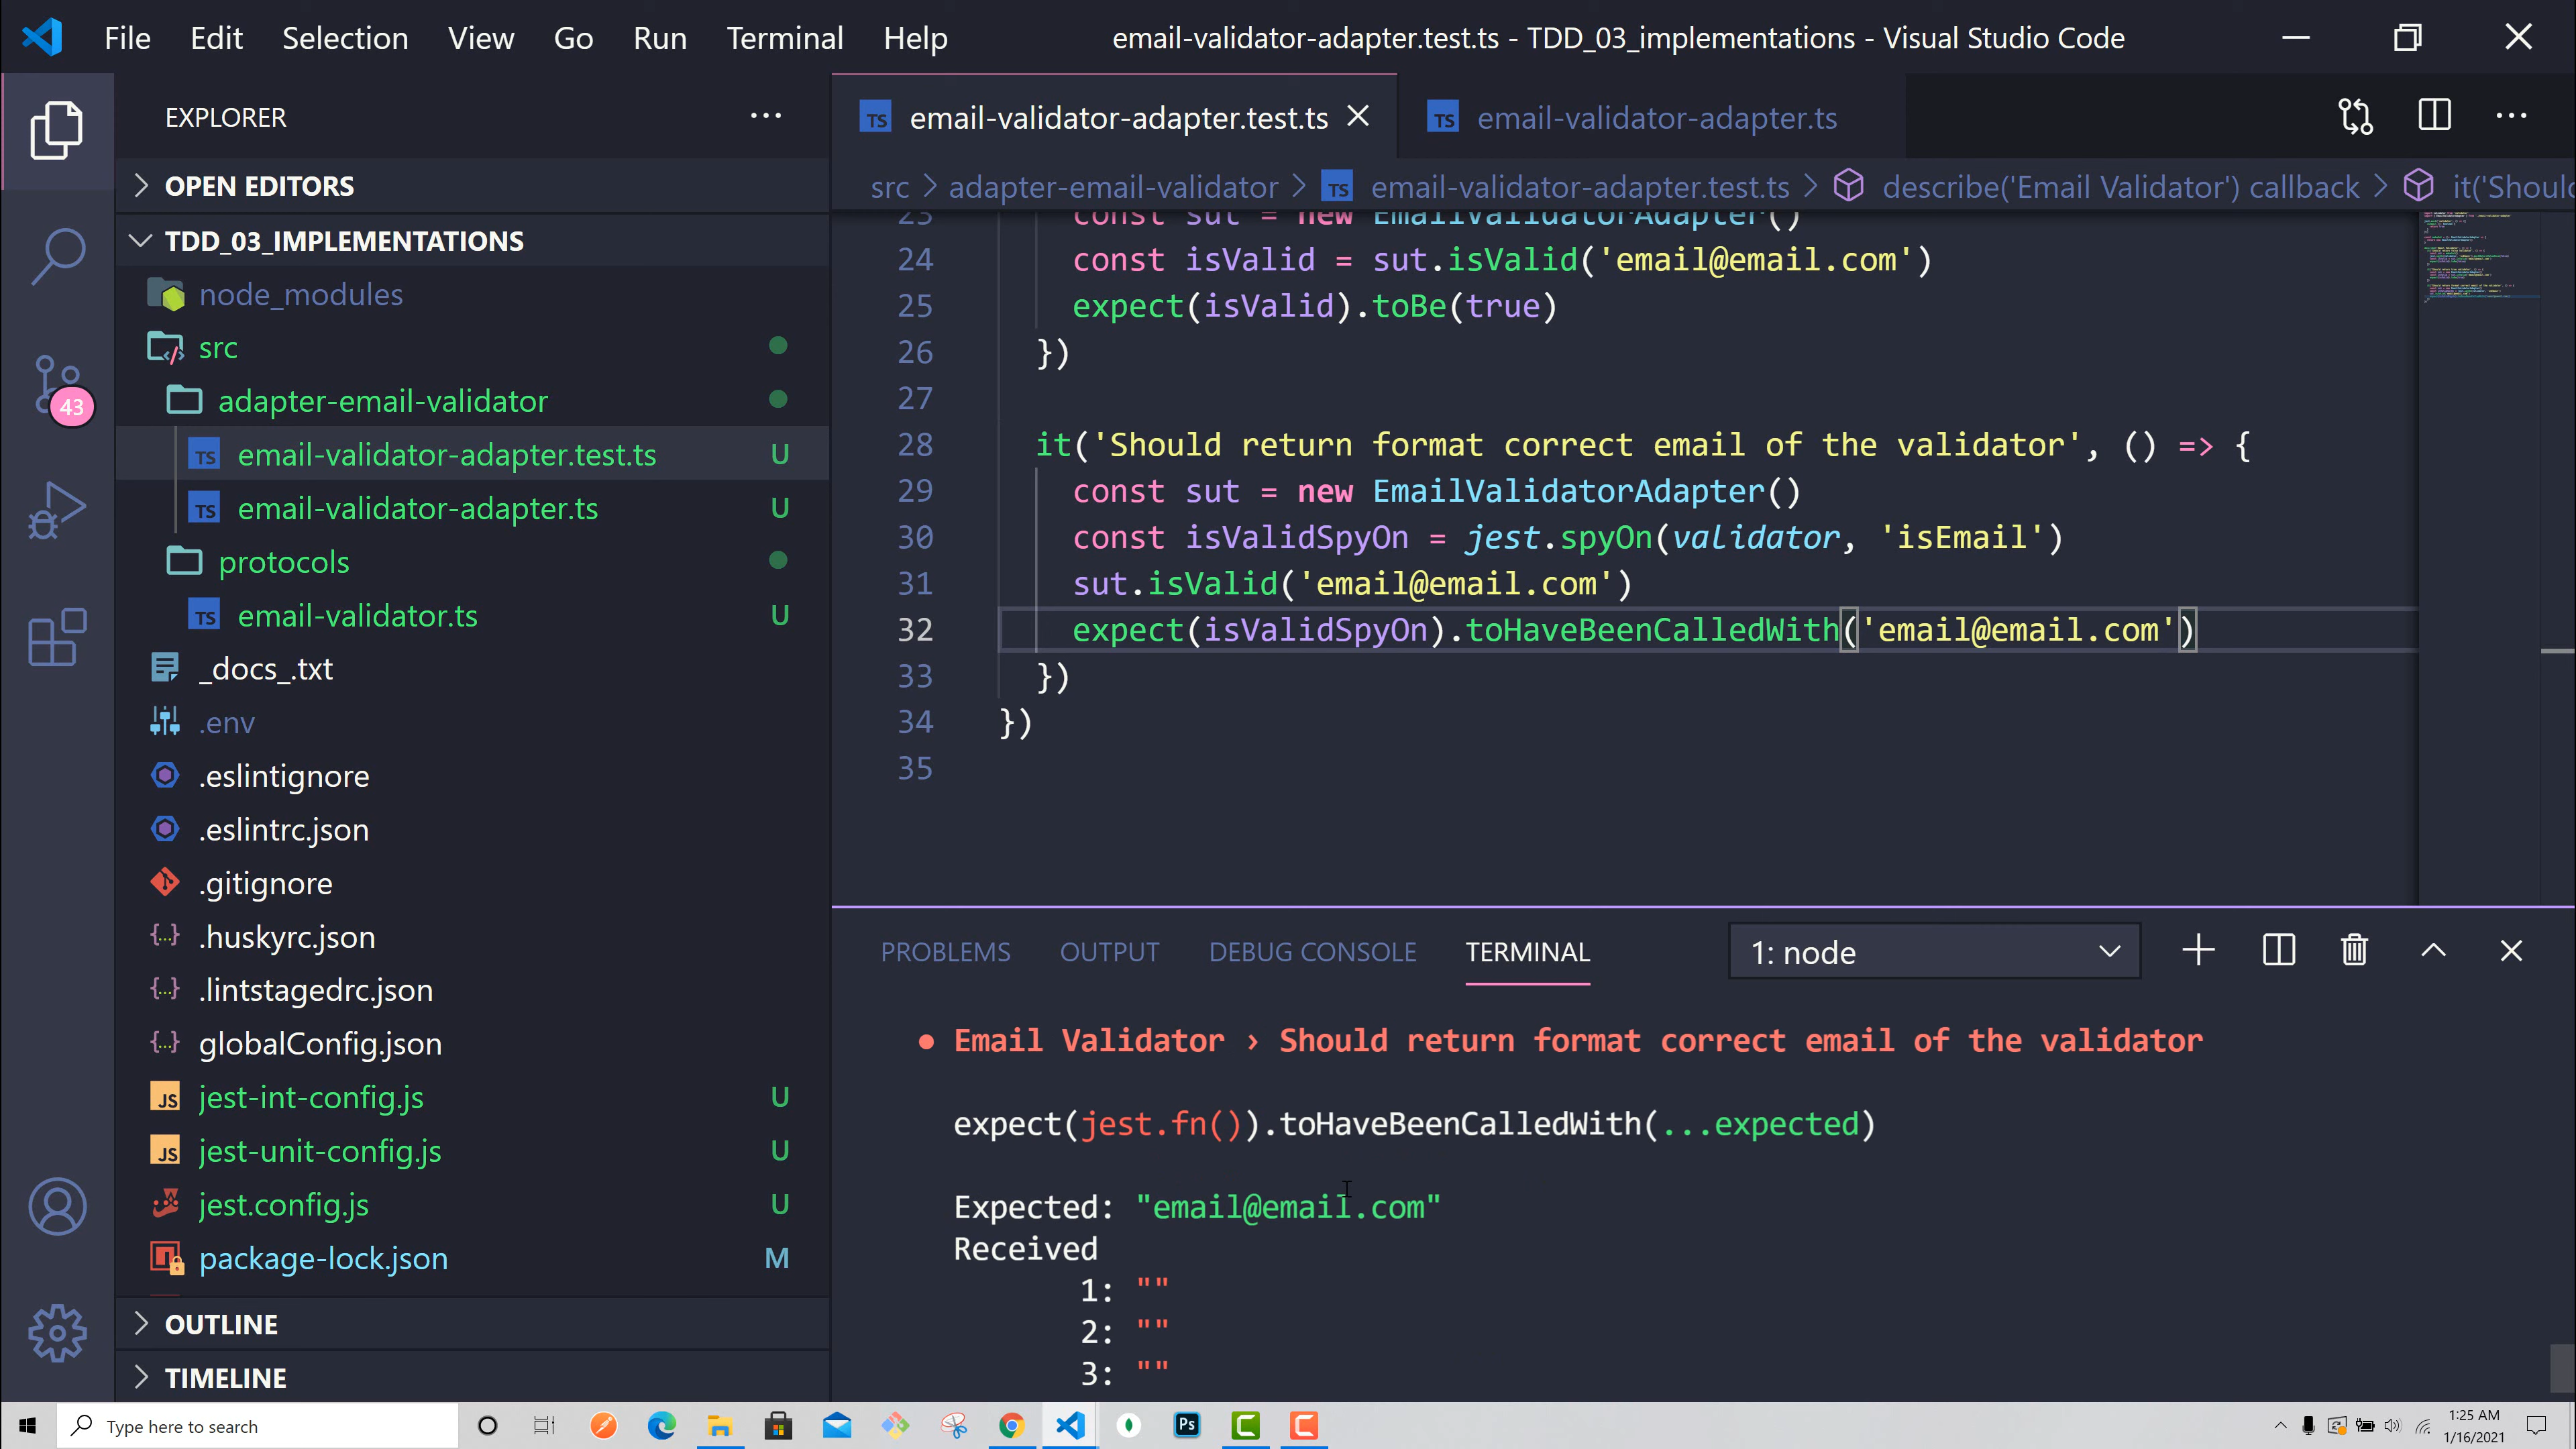 File Edit Selection View Go Run Terminal Help
email-validator-adapter.test.ts - TDD_03_implementations - Visual Studio Code
EXPLORER
OPEN EDITORS
TDD_03_IMPLEMENTATIONS
node_modules
src
adapter-email-validator
email-validator-adapter.test.ts U
email-validator-adapter.ts U
protocols
email-validator.ts U
_docs_.txt
.env
.eslintignore
.eslintrc.json
.gitignore
.huskyrc.json
.lintstagedrc.json
globalConfig.json
jest-int-config.js U
jest-unit-config.js U
jest.config.js U
package-lock.json M
OUTLINE
TIMELINE
43
email-validator-adapter.test.ts
email-validator-adapter.ts
src > adapter-email-validator > email-validator-adapter.test.ts > describe('Email Validator') callback > it('Shoul
23 const sut = new EmailValidatorAdapter()
24 const isValid = sut.isValid('email@email.com')
25 expect(isValid).toBe(true)
26 })
27
28 it('Should return format correct email of the validator', () => {
29 const sut = new EmailValidatorAdapter()
30 const isValidSpyOn = jest.spyOn(validator, 'isEmail')
31 sut.isValid('email@email.com')
32 expect(isValidSpyOn).toHaveBeenCalledWith('email@email.com')
33 })
34 })
35
PROBLEMS OUTPUT DEBUG CONSOLE TERMINAL 1: node
● Email Validator › Should return format correct email of the validator
expect(jest.fn()).toHaveBeenCalledWith(...expected)
Expected: "email@email.com"
Received
1: ""
2: ""
3: ""
Type here to search
1:25 AM
1/16/2021